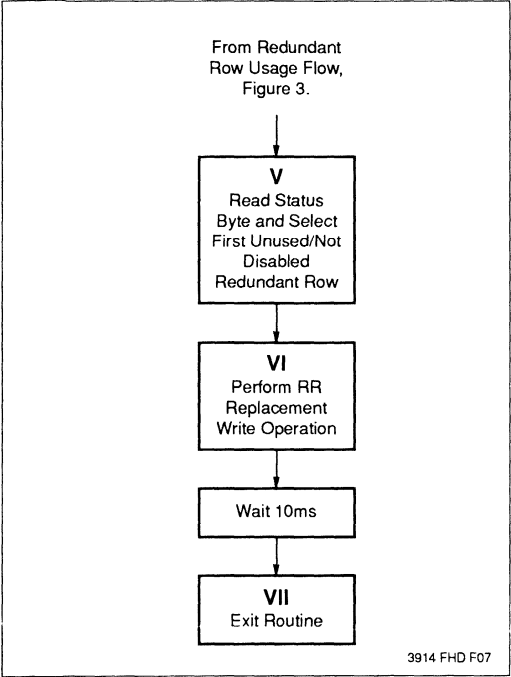 From Redundant
Row Usage Flow,
Figure 3.
V
Read Status
Byte and Select
First Unused/Not
Disabled
Redundant Row
VI
Perform RR
Replacement
Write Operation
Wait 10ms
VII
Exit Routine
3914 FHD F07